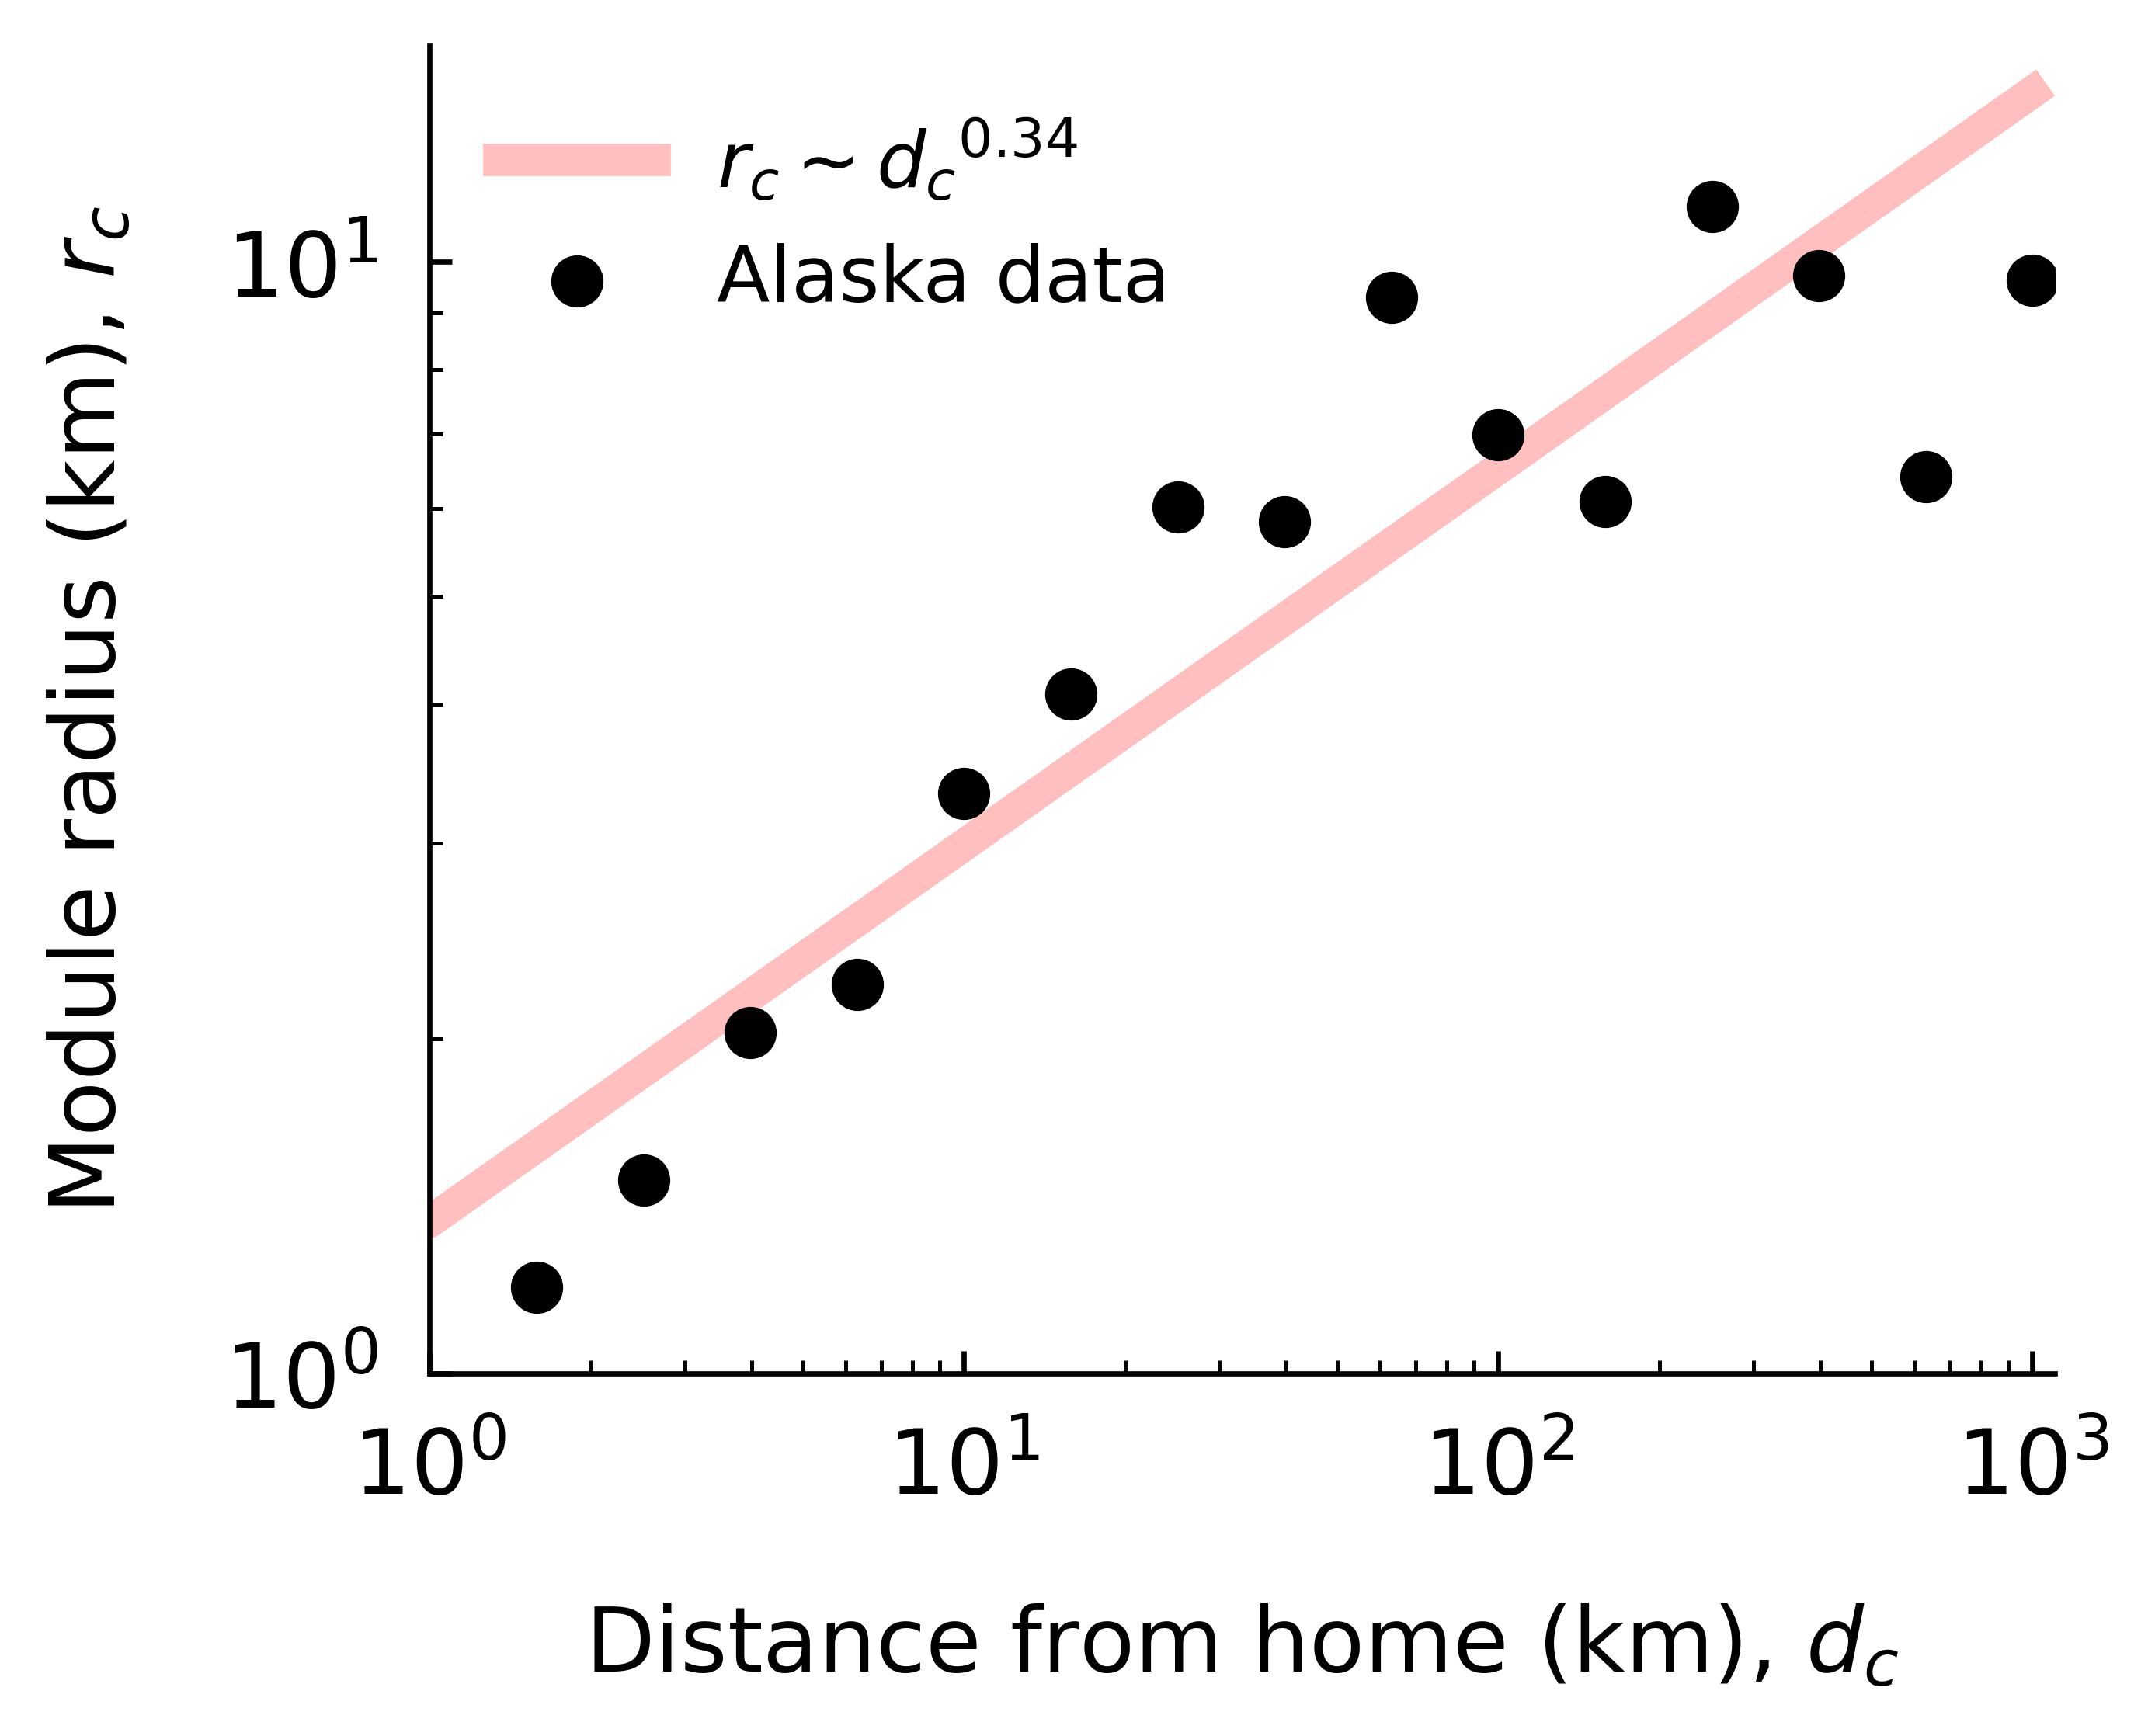 Module radius (km), r_c
10^1
10^0
r_c ~ d_c^0.34
Alaska data
10^0 10^1 10^2 10^3
Distance from home (km), d_c